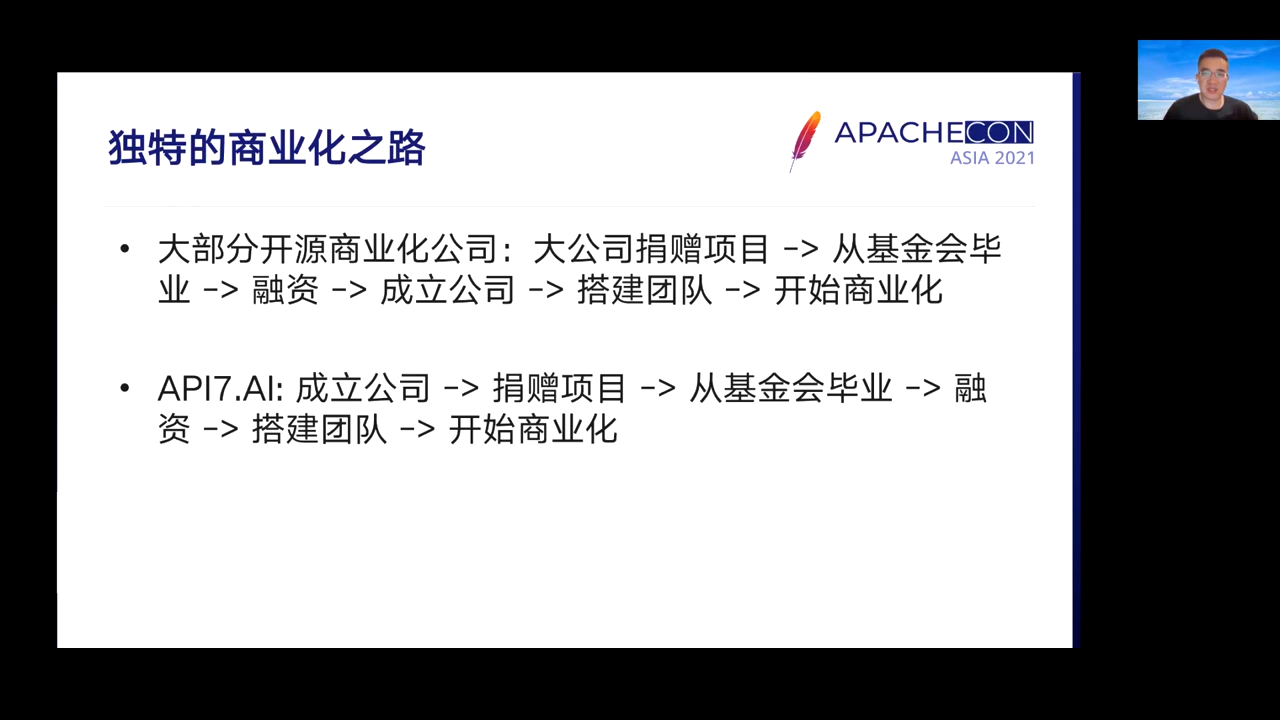 独特的商业化之路
APACHECON
ASIA 2021
• 大部分开源商业化公司：大公司捐赠项目 -> 从基金会毕
业 -> 融资 -> 成立公司 -> 搭建团队 -> 开始商业化
• API7.AI: 成立公司 -> 捐赠项目 -> 从基金会毕业 -> 融
资 -> 搭建团队 -> 开始商业化